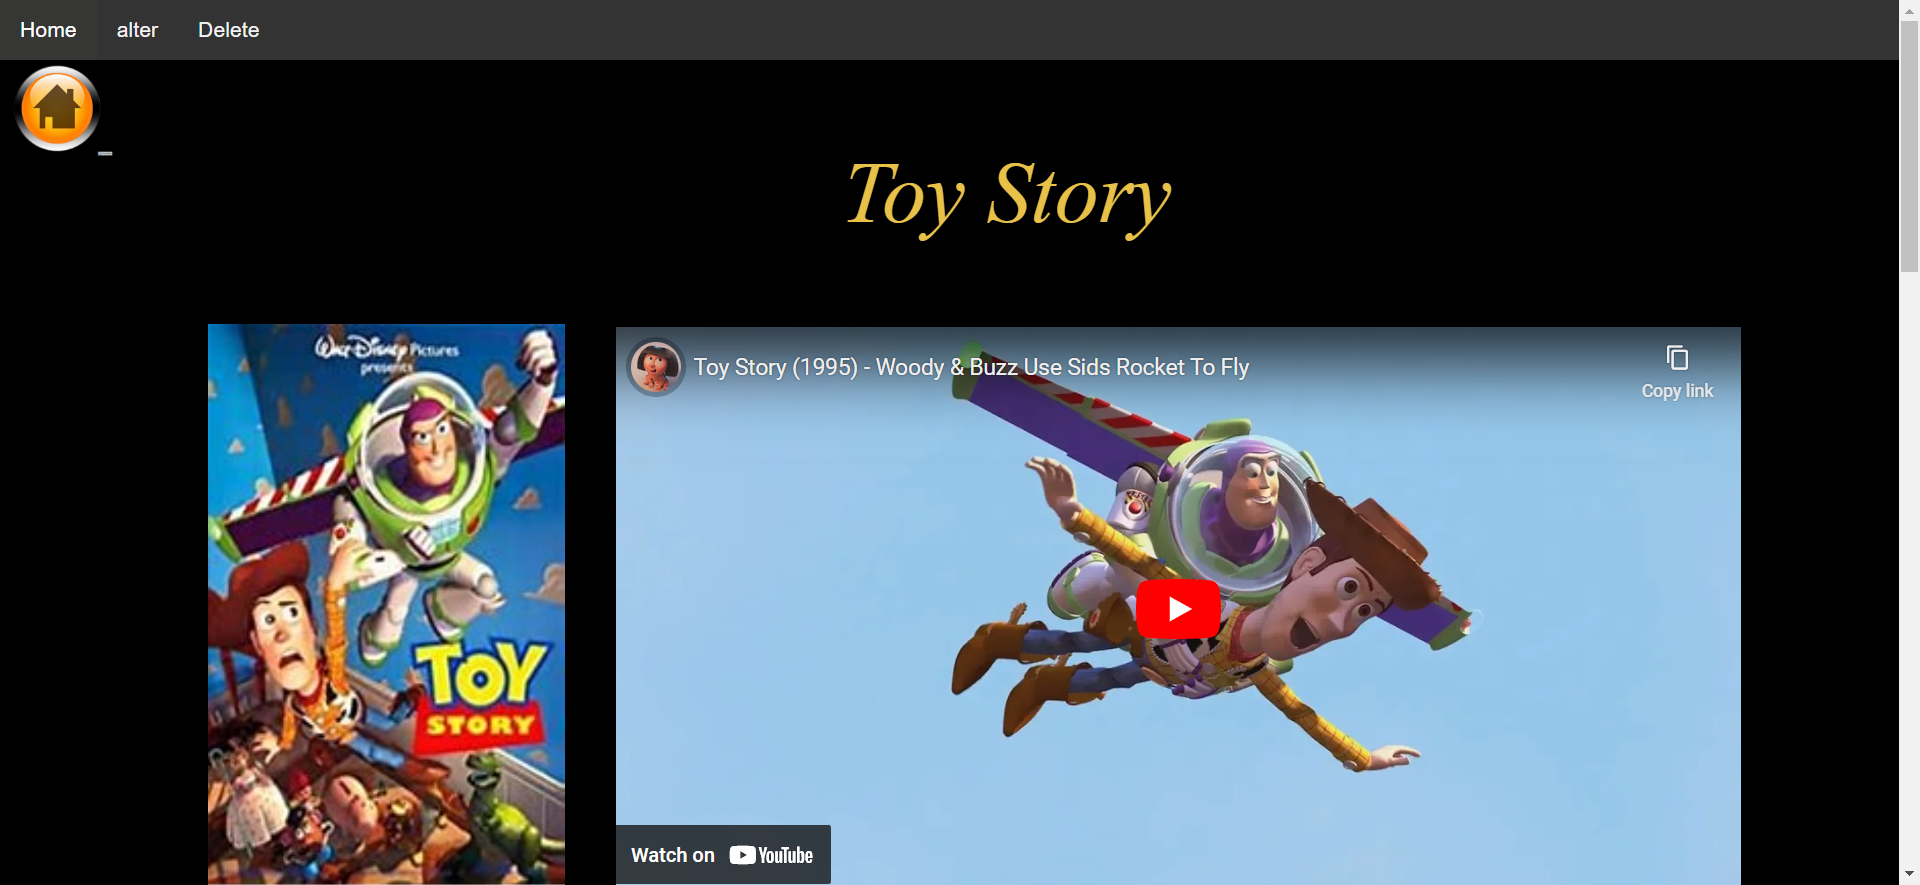 Home alter Delete
Toy Story
Walt Disney Pictures
presents
TOY
STORY
Toy Story (1995) - Woody & Buzz Use Sids Rocket To Fly
Copy link
Watch on YouTube